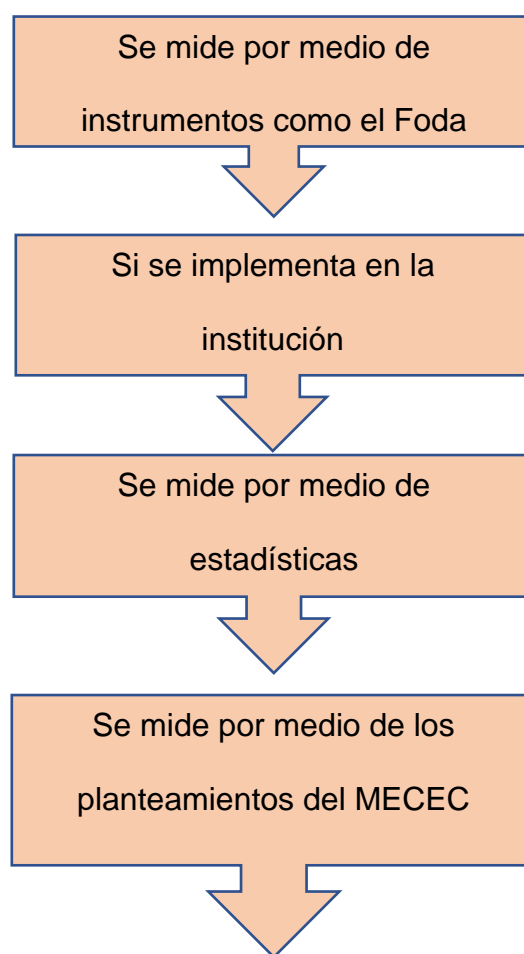 Se mide por medio de
instrumentos como el Foda
Si se implementa en la
institución
Se mide por medio de
estadísticas
Se mide por medio de los
planteamientos del MECEC